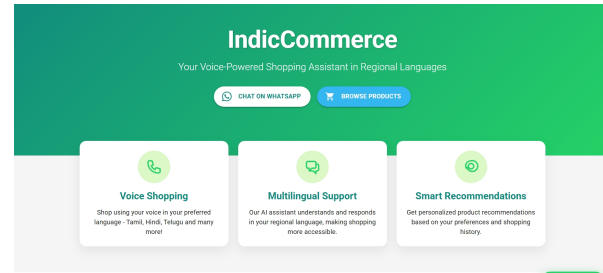 IndicCommerce
Your Voice-Powered Shopping Assistant in Regional Languages
CHAT ON WHATSAPP
BROWSE PRODUCTS
Voice Shopping
Shop using your voice in your preferred
language - Tamil, Hindi, Telugu and many
more!
Multilingual Support
Our AI assistant understands and responds
in your regional language, making shopping
more accessible.
Smart Recommendations
Get personalized product recommendations
based on your preferences and shopping
history.